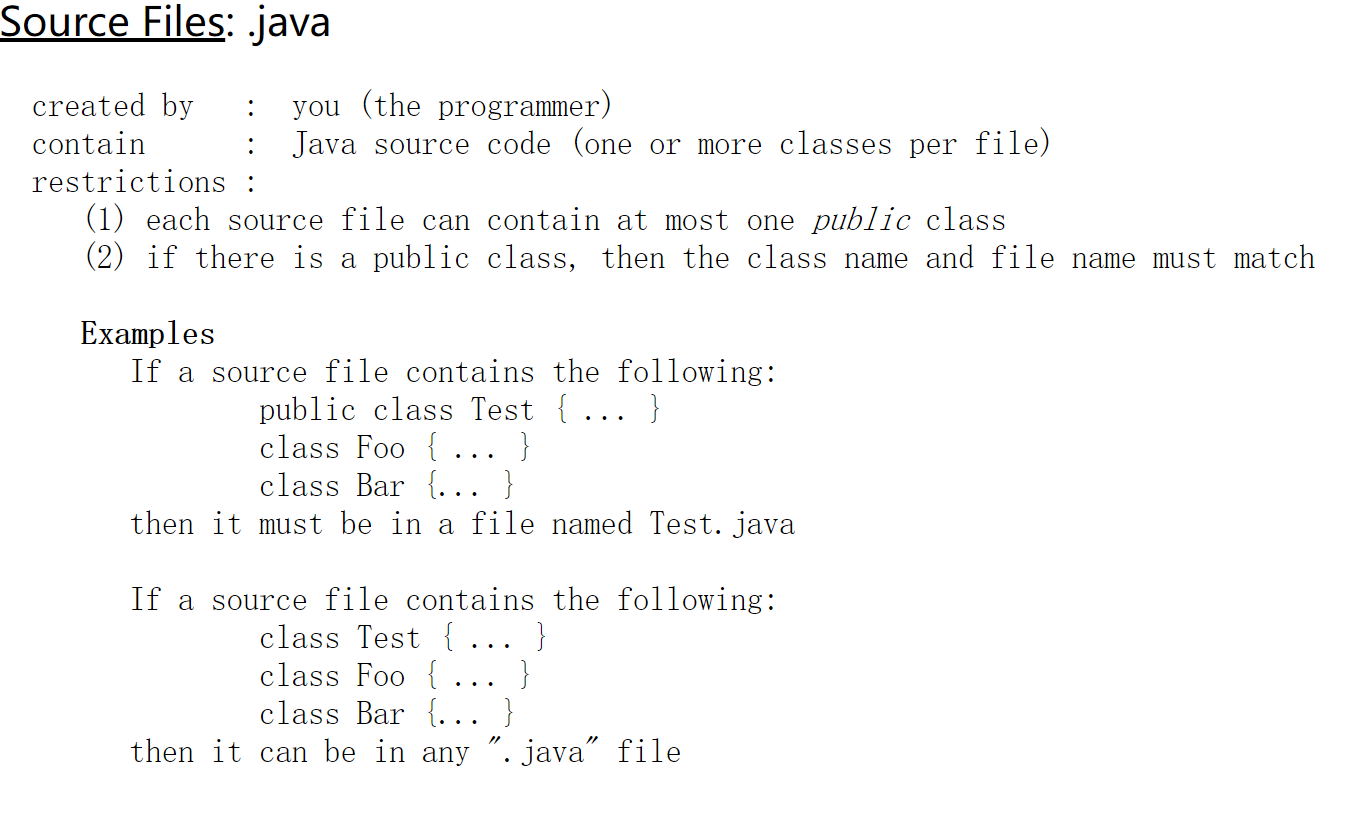 Source Files: .java
created by : you (the programmer)
contain : Java source code (one or more classes per file)
restrictions :
(1) each source file can contain at most one public class
(2) if there is a public class, then the class name and file name must match
Examples
If a source file contains the following:
public class Test { ... }
class Foo { ... }
class Bar {... }
then it must be in a file named Test.java
If a source file contains the following:
class Test { ... }
class Foo { ... }
class Bar {... }
then it can be in any ".java" file